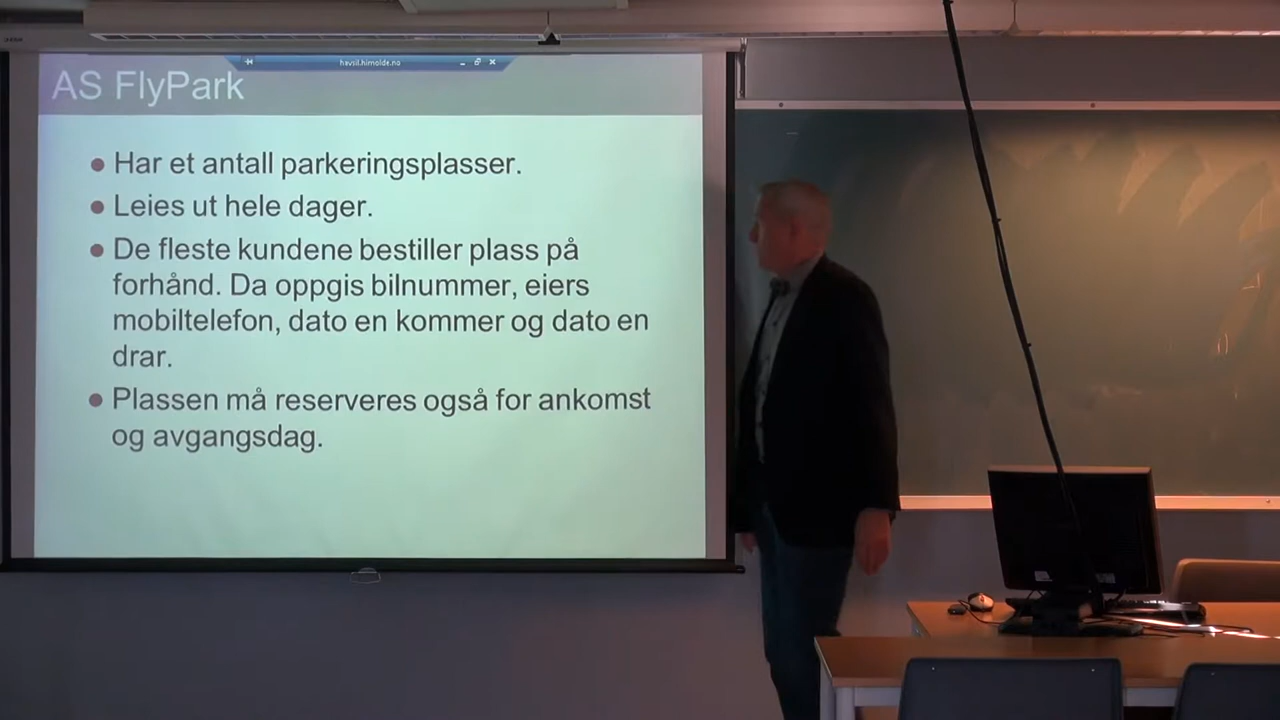 havsil.himolde.no
AS FlyPark
Har et antall parkeringsplasser.
Leies ut hele dager.
De fleste kundene bestiller plass på
forhånd. Da oppgis bilnummer, eiers
mobiltelefon, dato en kommer og dato en
drar.
Plassen må reserveres også for ankomst
og avgangsdag.